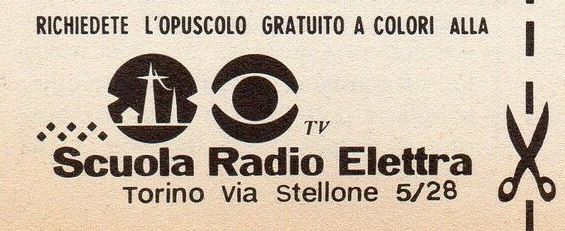 RICHIEDETE L'OPUSCOLO GRATUITO A COLORI ALLA
TV
Scuola Radio Elettra
Torino Via Stellone 5/28